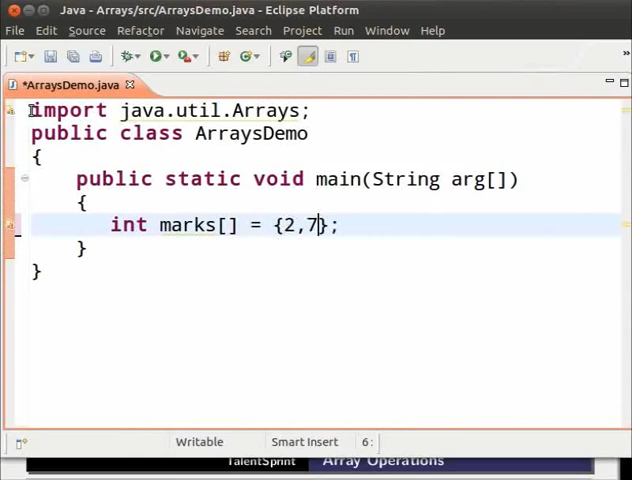 Java - Arrays/src/ArraysDemo.java - Eclipse Platform
File Edit Source Refactor Navigate Search Project Run Window Help
*ArraysDemo.java
import java.util.Arrays;
public class ArraysDemo
{
public static void main(String arg[])
{
int marks[] = {2,7};
}
}
Writable Smart Insert 6:
TalentSprint Array Operations